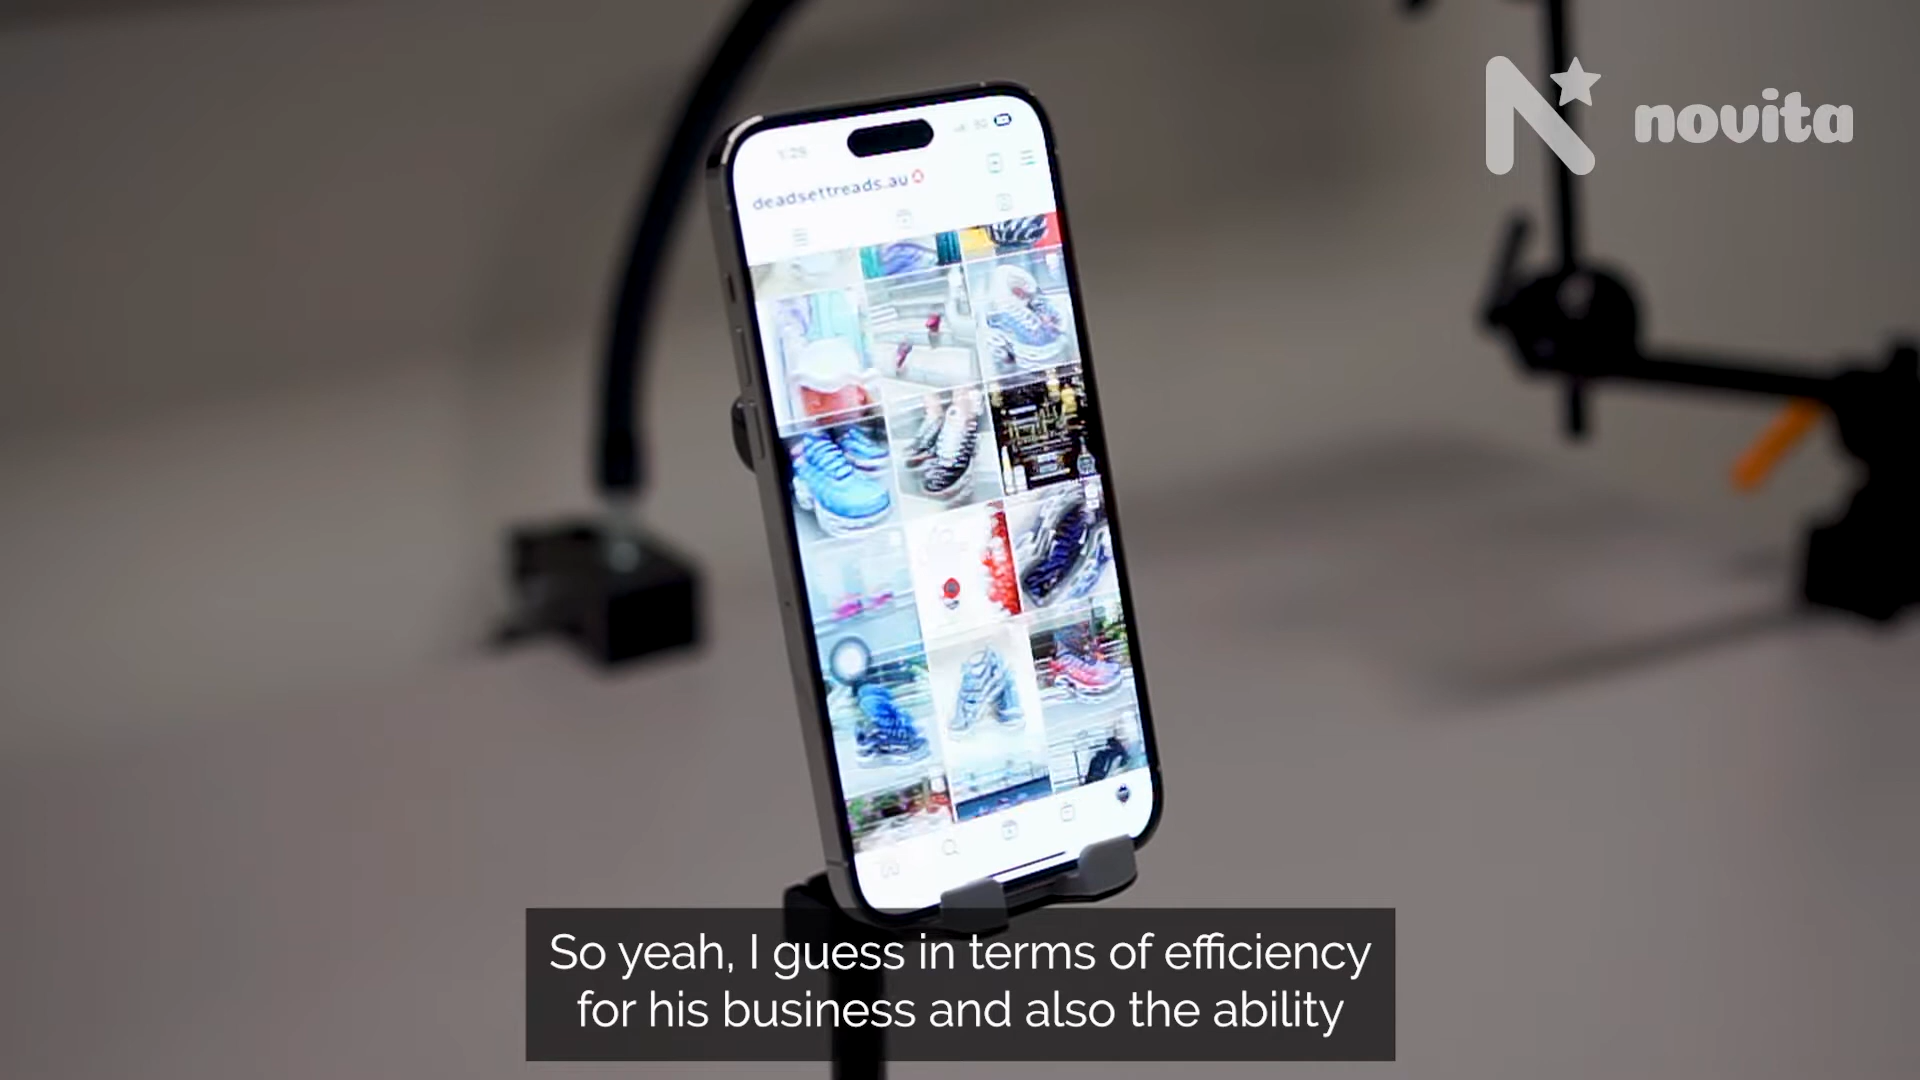 novita
deadsettreads.au
So yeah, I guess in terms of efficiency
for his business and also the ability